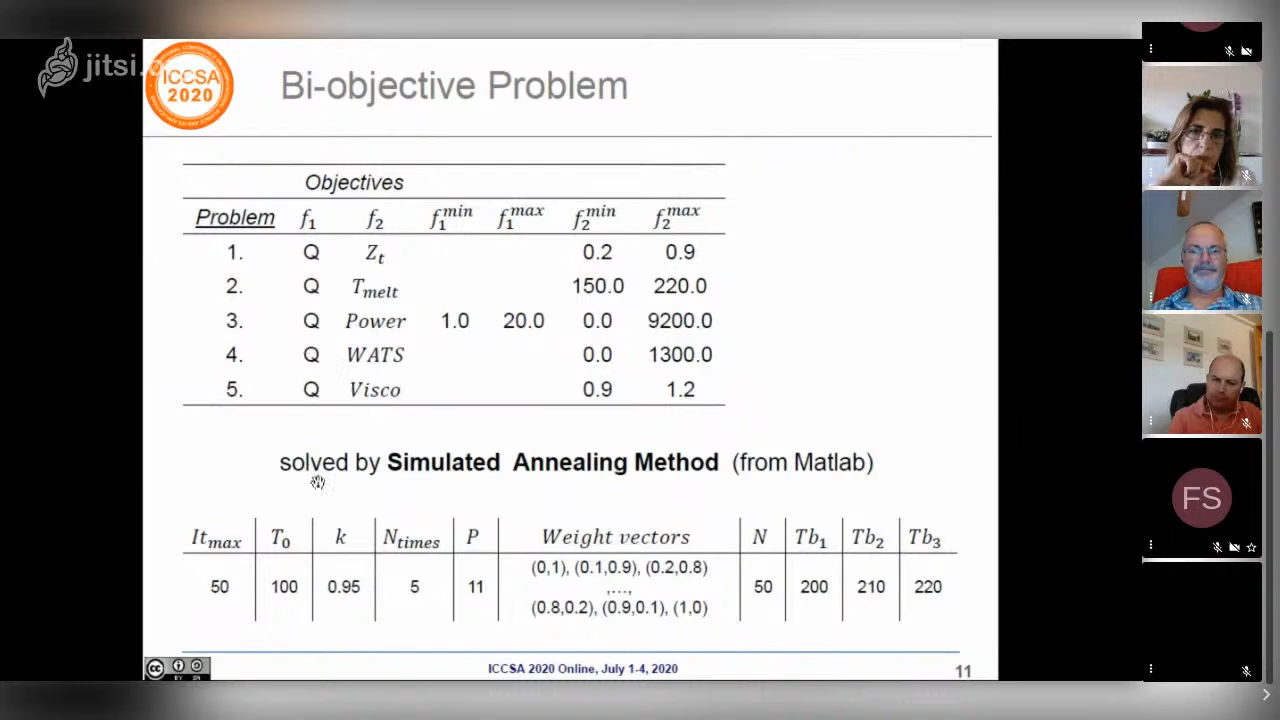 jitsi.o
ICCSA
2020
Bi-objective Problem
Objectives
Problem f₁ f₂ f₁ᵐⁱⁿ f₁ᵐᵃˣ f₂ᵐⁱⁿ f₂ᵐᵃˣ
1. Q Zₜ 0.2 0.9
2. Q Tmelt 150.0 220.0
3. Q Power 1.0 20.0 0.0 9200.0
4. Q WATS 0.0 1300.0
5. Q Visco 0.9 1.2
solved by Simulated Annealing Method (from Matlab)
Itmax T₀ k Ntimes P Weight vectors N Tb₁ Tb₂ Tb₃
(0,1), (0.1,0.9), (0.2,0.8)
50 100 0.95 5 11 ,..., 50 200 210 220
(0.8,0.2), (0.9,0.1), (1,0)
FS
cc
BY SA
ICCSA 2020 Online, July 1-4, 2020
11